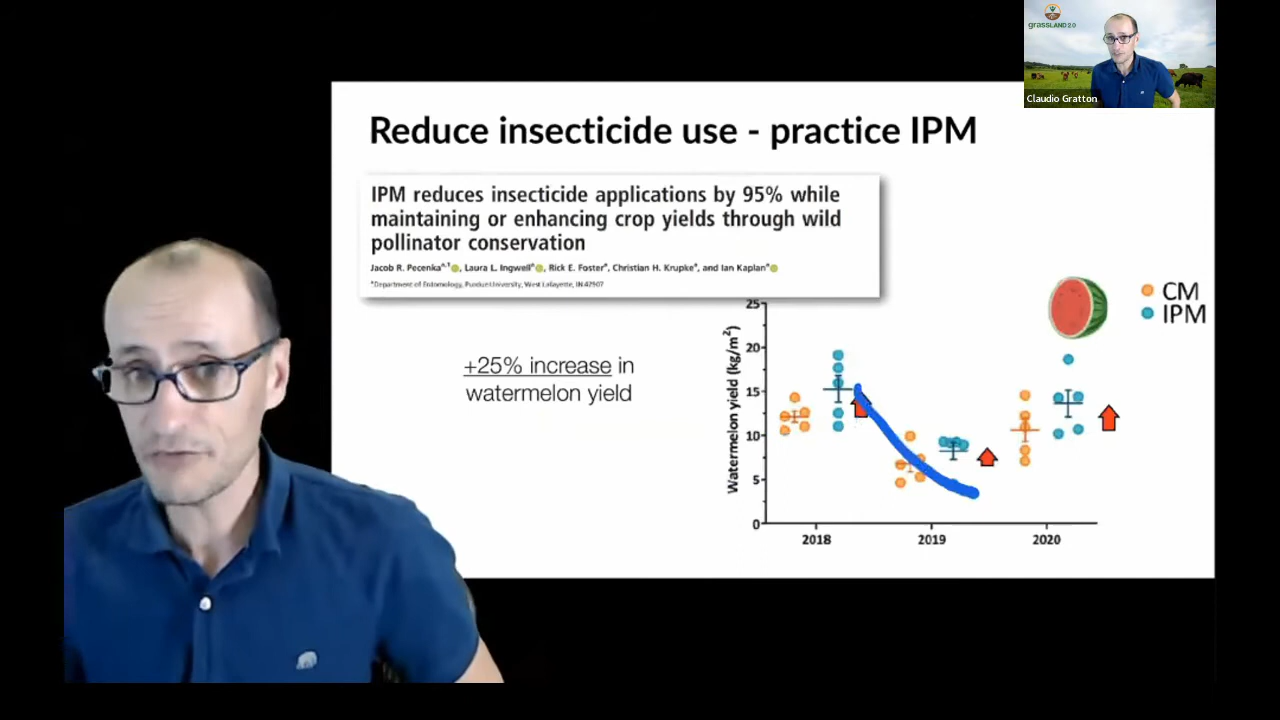 grassland 2.0
Claudio Gratton
Reduce insecticide use - practice IPM
IPM reduces insecticide applications by 95% while
maintaining or enhancing crop yields through wild
pollinator conservation
Jacob R. Pecenka a,1, Laura L. Ingwell a, Rick E. Foster a, Christian H. Krupke a, and Ian Kaplan a
a Department of Entomology, Purdue University, West Lafayette, IN 47907
+25% increase in
watermelon yield
CM
IPM
Watermelon yield (kg/m²)
25
20
15
10
5
0
2018 2019 2020